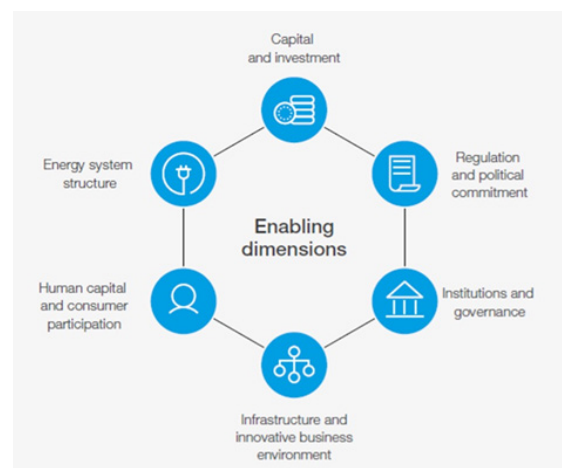 Capital
and investment
Energy system
structure
Regulation
and political
commitment
Enabling
dimensions
Human capital
and consumer
participation
Institutions and
governance
Infrastructure and
innovative business
environment